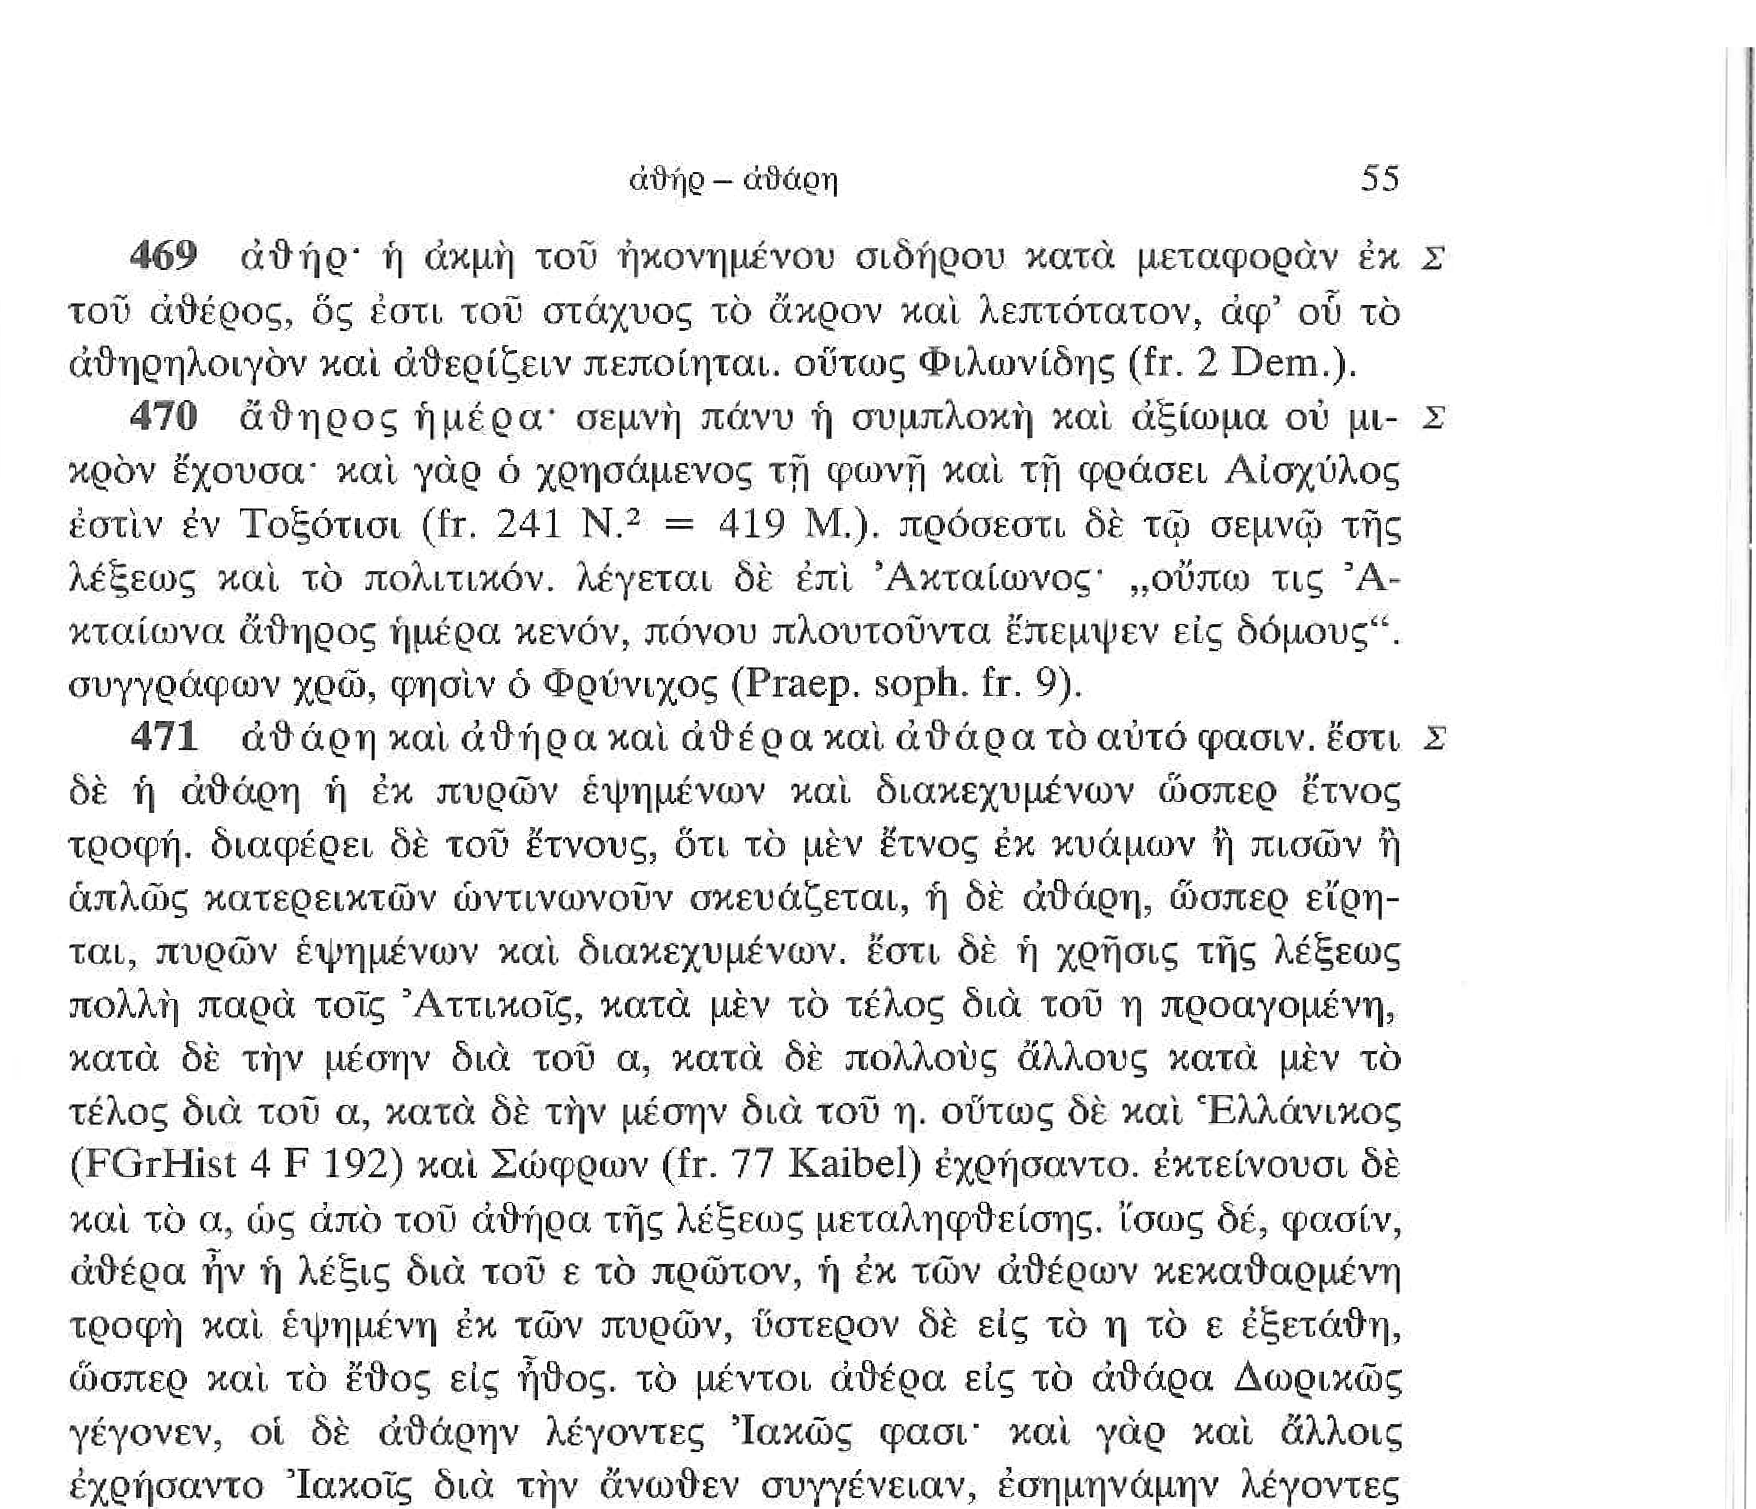 ἀθήρ – ἀθάρη 55
469 ἀθήρ· ἡ ἀκμὴ τοῦ ἠκονημένου σιδήρου κατὰ μεταφορὰν ἐκ Σ
τοῦ ἀθέρος, ὅς ἐστι τοῦ στάχυος τὸ ἄκρον καὶ λεπτότατον, ἀφ’ οὗ τὸ
ἀθηρηλοιγὸν καὶ ἀθερίζειν πεποίηται. οὕτως Φιλωνίδης (fr. 2 Dem.).
470 ἄθηρος ἡμέρα· σεμνὴ πάνυ ἡ συμπλοκὴ καὶ ἀξίωμα οὐ μι- Σ
κρὸν ἔχουσα· καὶ γὰρ ὁ χρησάμενος τῇ φωνῇ καὶ τῇ φράσει Αἰσχύλος
ἐστὶν ἐν Τοξότισι (fr. 241 N.² = 419 M.). πρόσεστι δὲ τῷ σεμνῷ τῆς
λέξεως καὶ τὸ πολιτικόν. λέγεται δὲ ἐπὶ Ἀκταίωνος· „οὔπω τις Ἀ-
κταίωνα ἄθηρος ἡμέρα κενόν, πόνου πλουτοῦντα ἔπεμψεν εἰς δόμους“.
συγγράφων χρῶ, φησὶν ὁ Φρύνιχος (Praep. soph. fr. 9).
471 ἀθάρη καὶ ἀθήρα καὶ ἀθέρα καὶ ἀθάρα τὸ αὐτό φασιν. ἔστι Σ
δὲ ἡ ἀθάρη ἡ ἐκ πυρῶν ἑψημένων καὶ διακεχυμένων ὥσπερ ἔτνος
τροφή. διαφέρει δὲ τοῦ ἔτνους, ὅτι τὸ μὲν ἔτνος ἐκ κυάμων ἢ πισῶν ἢ
ἁπλῶς κατερεικτῶν ὡντινωνοῦν σκευάζεται, ἡ δὲ ἀθάρη, ὥσπερ εἴρη-
ται, πυρῶν ἑψημένων καὶ διακεχυμένων. ἔστι δὲ ἡ χρῆσις τῆς λέξεως
πολλὴ παρὰ τοῖς Ἀττικοῖς, κατὰ μὲν τὸ τέλος διὰ τοῦ η προαγομένη,
κατὰ δὲ τὴν μέσην διὰ τοῦ α, κατὰ δὲ πολλοὺς ἄλλους κατὰ μὲν τὸ
τέλος διὰ τοῦ α, κατὰ δὲ τὴν μέσην διὰ τοῦ η. οὕτως δὲ καὶ Ἑλλάνικος
(FGrHist 4 F 192) καὶ Σώφρων (fr. 77 Kaibel) ἐχρήσαντο. ἐκτείνουσι δὲ
καὶ τὸ α, ὡς ἀπὸ τοῦ ἀθήρα τῆς λέξεως μεταληφθείσης. ἴσως δέ, φασίν,
ἀθέρα ἦν ἡ λέξις διὰ τοῦ ε τὸ πρῶτον, ἡ ἐκ τῶν ἀθέρων κεκαθαρμένη
τροφὴ καὶ ἑψημένη ἐκ τῶν πυρῶν, ὕστερον δὲ εἰς τὸ η τὸ ε ἐξετάθη,
ὥσπερ καὶ τὸ ἔθος εἰς ἦθος. τὸ μέντοι ἀθέρα εἰς τὸ ἀθάρα Δωρικῶς
γέγονεν, οἱ δὲ ἀθάρην λέγοντες Ἰακῶς φασι· καὶ γὰρ καὶ ἄλλοις
ἐχρήσαντο Ἰακοῖς διὰ τὴν ἄνωθεν συγγένειαν, ἐσημηνάμην λέγοντες